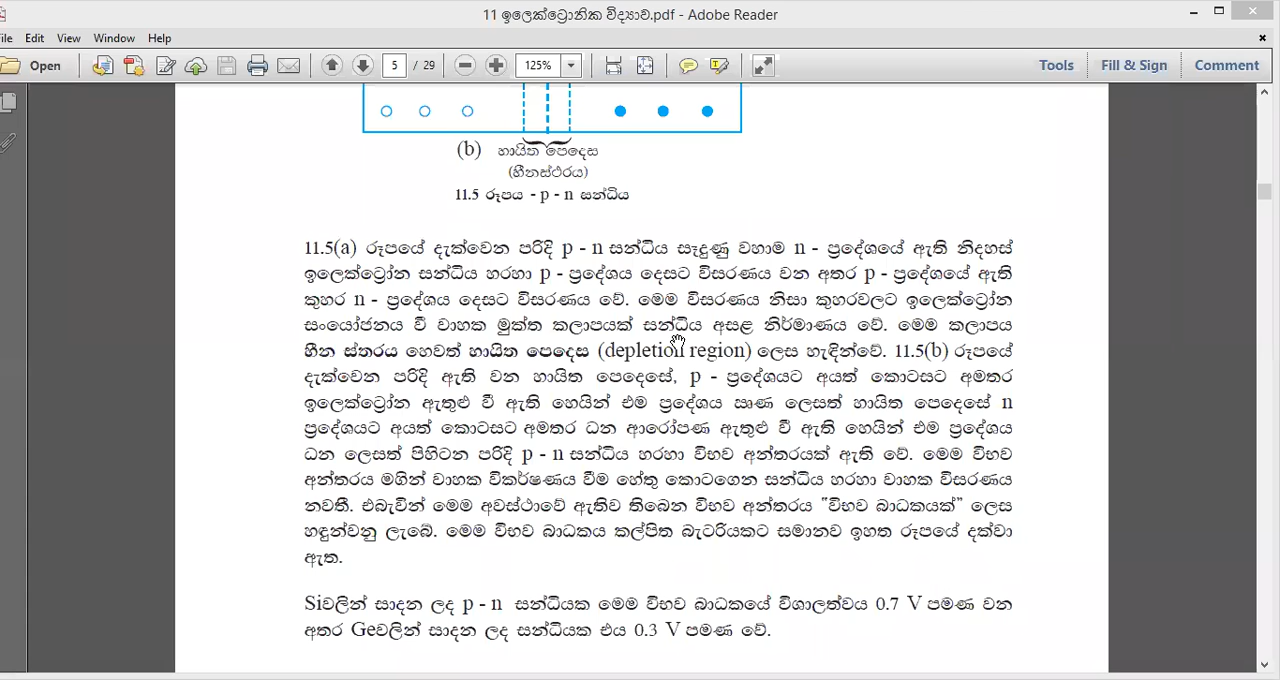 11 ඉලෙක්ට්‍රොනික විද්‍යාව.pdf - Adobe Reader
ile Edit View Window Help
Open 5 / 29 125% Tools Fill & Sign Comment
(b) හායිත පෙදෙස
(හීනස්ථරය)
11.5 රූපය - p - n සන්ධිය
11.5(a) රූපයේ දැක්වෙන පරිදි p - n සන්ධිය සෑදුණු වහාම n - ප්‍රදේශයේ ඇති නිදහස්
ඉලෙක්ට්‍රෝන සන්ධිය හරහා p - ප්‍රදේශය දෙසට විසරණය වන අතර p - ප්‍රදේශයේ ඇති
කුහර n - ප්‍රදේශය දෙසට විසරණය වේ. මෙම විසරණය නිසා කුහරවලට ඉලෙක්ට්‍රෝන
සංයෝජනය වී වාහක මුක්ත කලාපයක් සන්ධිය අසළ නිර්මාණය වේ. මෙම කලාපය
හීන ස්තරය හෙවත් හායිත පෙදෙස (depletion region) ලෙස හැඳින්වේ. 11.5(b) රූපයේ
දැක්වෙන පරිදි ඇති වන හායිත පෙදෙසේ, p - ප්‍රදේශයට අයත් කොටසට අමතර
ඉලෙක්ට්‍රෝන ඇතුළු වී ඇති හෙයින් එම ප්‍රදේශය ඍණ ලෙසත් හායිත පෙදෙසේ n
ප්‍රදේශයට අයත් කොටසට අමතර ධන ආරෝපණ ඇතුළු වී ඇති හෙයින් එම ප්‍රදේශය
ධන ලෙසත් පිහිටන පරිදි p - n සන්ධිය හරහා විභව අන්තරයක් ඇති වේ. මෙම විභව
අන්තරය මගින් වාහක විකර්ෂණය වීම හේතු කොටගෙන සන්ධිය හරහා වාහක විසරණය
නවතී. එබැවින් මෙම අවස්ථාවේ ඇතිව තිබෙන විභව අන්තරය "විභව බාධකයක්" ලෙස
හඳුන්වනු ලැබේ. මෙම විභව බාධකය කල්පිත බැටරියකට සමානව ඉහත රූපයේ දක්වා
ඇත.
Siවලින් සාදන ලද p - n සන්ධියක මෙම විභව බාධකයේ විශාලත්වය 0.7 V පමණ වන
අතර Geවලින් සාදන ලද සන්ධියක එය 0.3 V පමණ වේ.